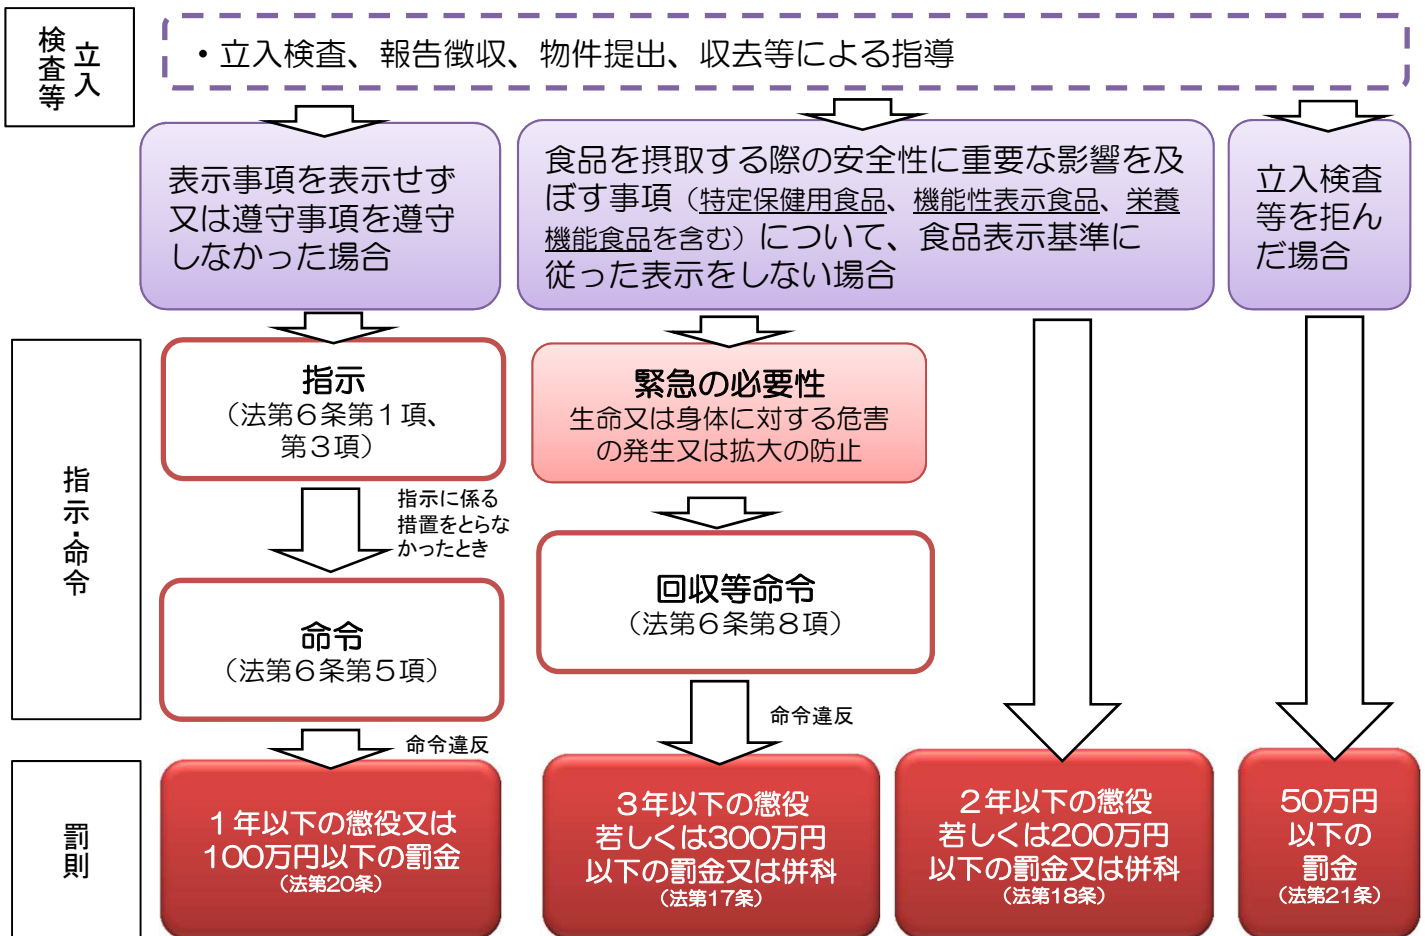 立入
検査等
・立入検査、報告徴収、物件提出、収去等による指導
表示事項を表示せず
又は遵守事項を遵守
しなかった場合
食品を摂取する際の安全性に重要な影響を及
ぼす事項（特定保健用食品、機能性表示食品、栄養
機能食品を含む）について、食品表示基準に
従った表示をしない場合
立入検査
等を拒ん
だ場合
指示・命令
指示
（法第６条第１項、
第３項）
指示に係る
措置をとらな
かったとき
命令
（法第６条第５項）
命令違反
緊急の必要性
生命又は身体に対する危害
の発生又は拡大の防止
回収等命令
（法第６条第８項）
命令違反
罰則
１年以下の懲役又は
100万円以下の罰金
（法第20条）
３年以下の懲役
若しくは300万円
以下の罰金又は併科
（法第17条）
２年以下の懲役
若しくは200万円
以下の罰金又は併科
（法第18条）
50万円
以下の
罰金
（法第21条）